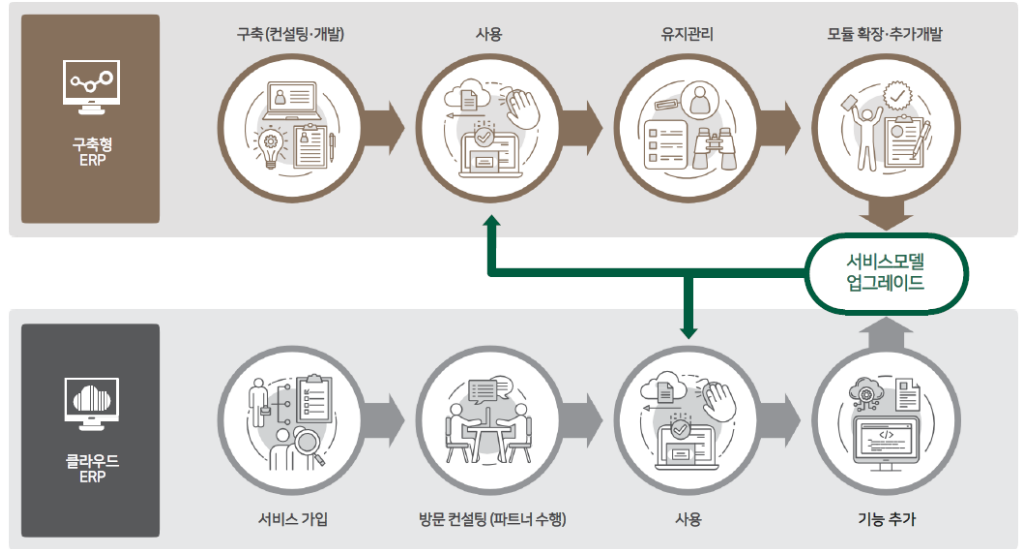 구축형
ERP
구축 (컨설팅·개발)
사용
유지관리
모듈 확장·추가개발
서비스모델
업그레이드
클라우드
ERP
서비스 가입
방문 컨설팅 (파트너 수행)
사용
기능 추가